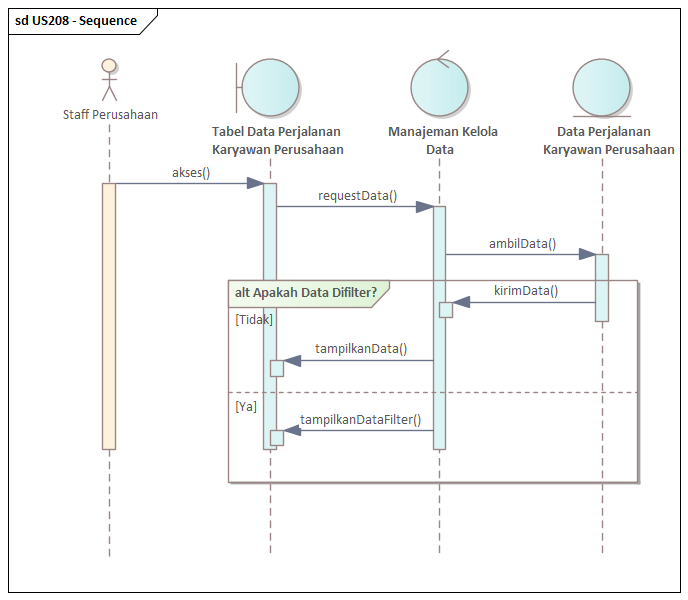 sd US208 - Sequence
Staff Perusahaan
Tabel Data Perjalanan
Karyawan Perusahaan
Manajeman Kelola
Data
Data Perjalanan
Karyawan Perusahaan
akses()
requestData()
ambilData()
alt Apakah Data Difilter?
kirimData()
[Tidak]
tampilkanData()
[Ya]
tampilkanDataFilter()